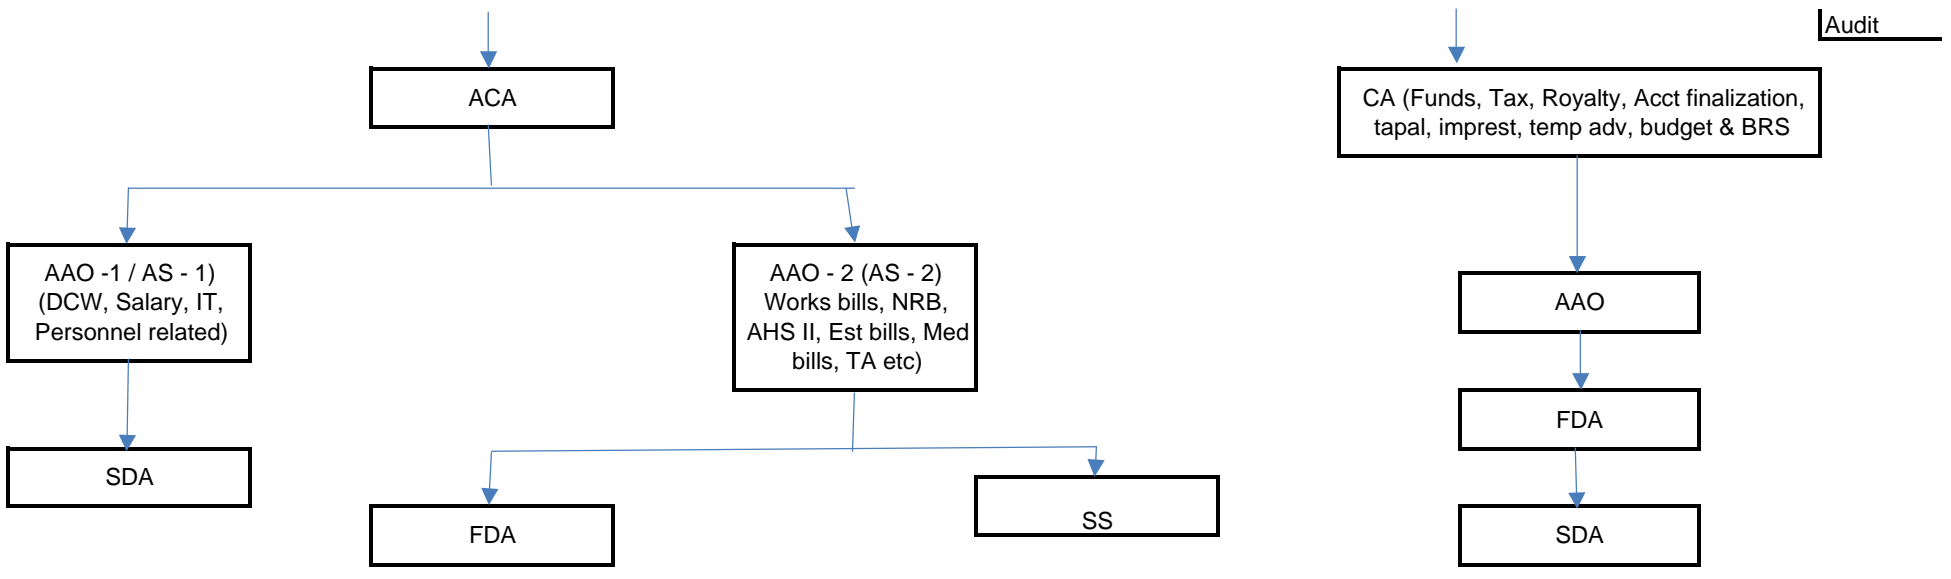 Audit
ACA
CA (Funds, Tax, Royalty, Acct finalization,
tapal, imprest, temp adv, budget & BRS
AAO -1 / AS - 1)
(DCW, Salary, IT,
Personnel related)
AAO - 2 (AS - 2)
Works bills, NRB,
AHS II, Est bills, Med
bills, TA etc)
AAO
FDA
SDA
FDA
SS
SDA